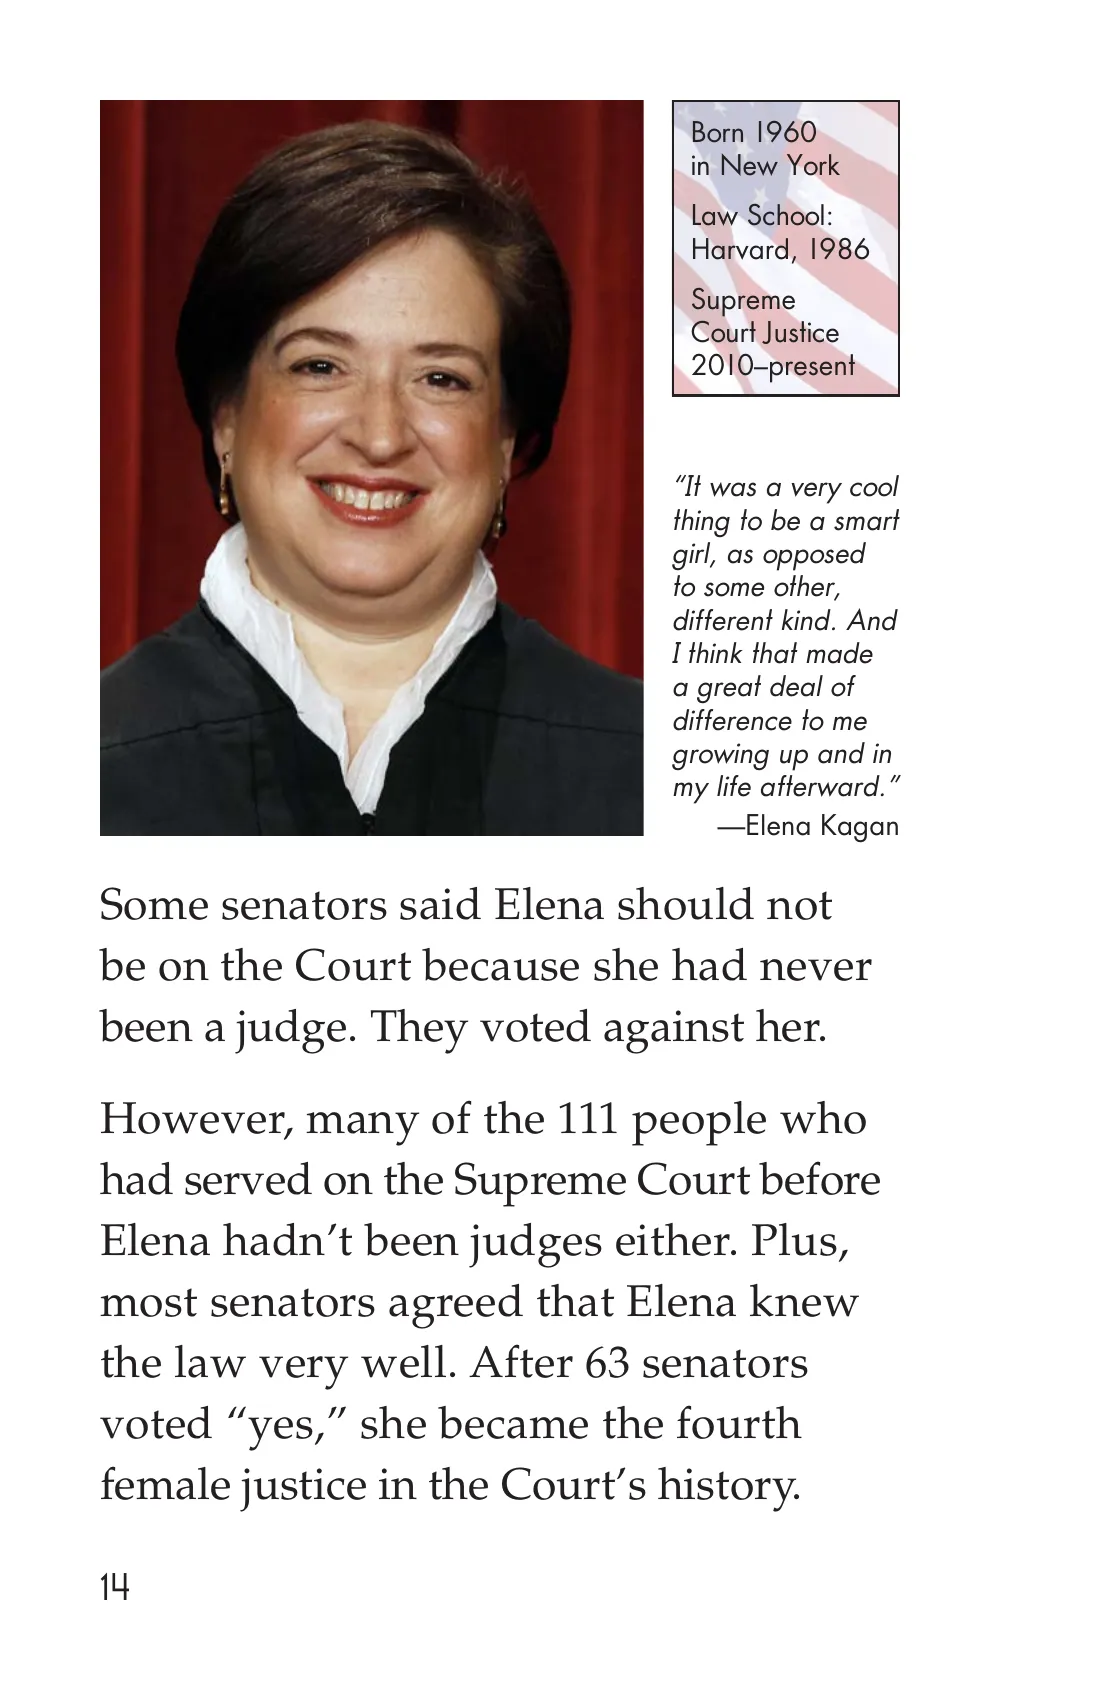 Born 1960
in New York
Law School:
Harvard, 1986
Supreme
Court Justice
2010–present
“It was a very cool
thing to be a smart
girl, as opposed
to some other,
different kind. And
I think that made
a great deal of
difference to me
growing up and in
my life afterward.”
—Elena Kagan
Some senators said Elena should not
be on the Court because she had never
been a judge. They voted against her.
However, many of the 111 people who
had served on the Supreme Court before
Elena hadn’t been judges either. Plus,
most senators agreed that Elena knew
the law very well. After 63 senators
voted “yes,” she became the fourth
female justice in the Court’s history.
14